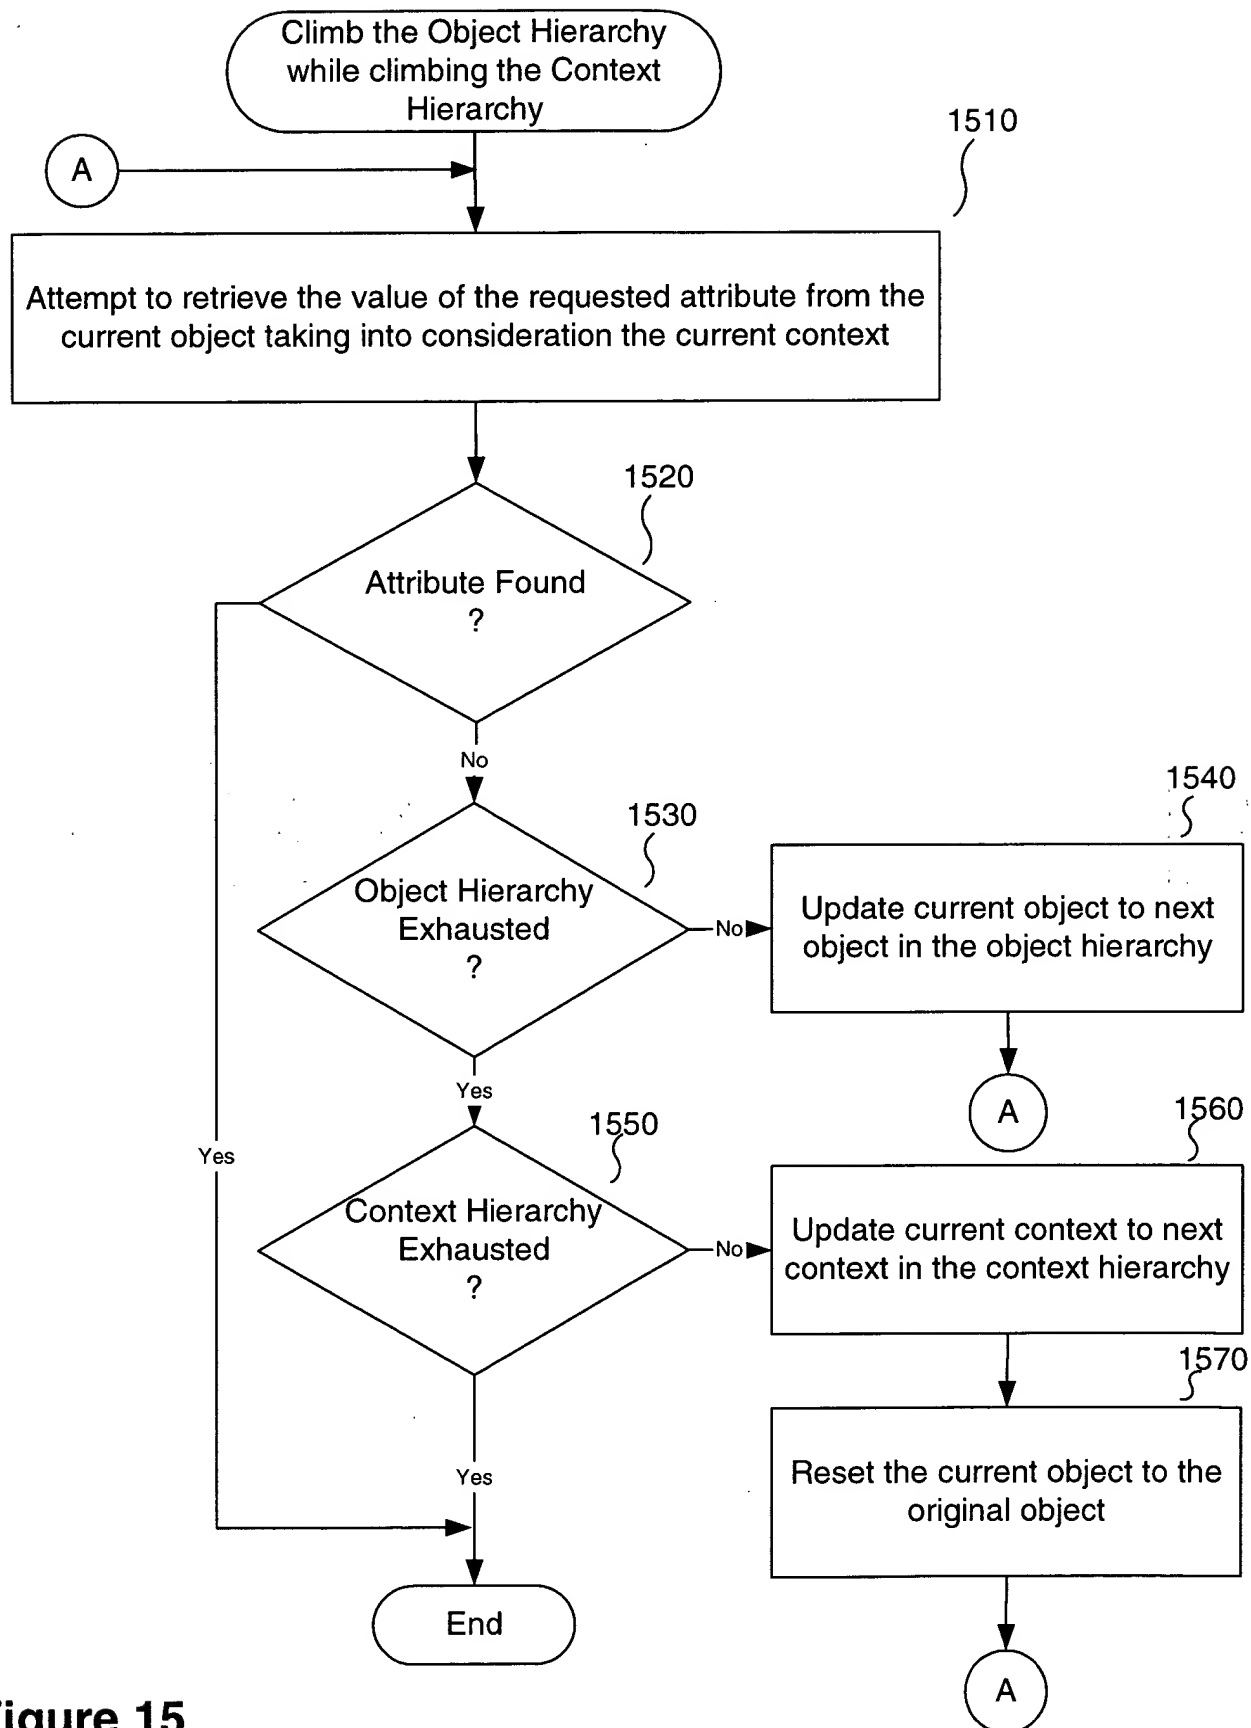 Climb the Object Hierarchy
while climbing the Context
Hierarchy
A
1510
Attempt to retrieve the value of the requested attribute from the
current object taking into consideration the current context
1520
Attribute Found
?
No
1530
Object Hierarchy
Exhausted
?
No
1540
Update current object to next
object in the object hierarchy
A
Yes
1550
Context Hierarchy
Exhausted
?
No
1560
Update current context to next
context in the context hierarchy
1570
Reset the current object to the
original object
A
Yes
Yes
End
igure 15